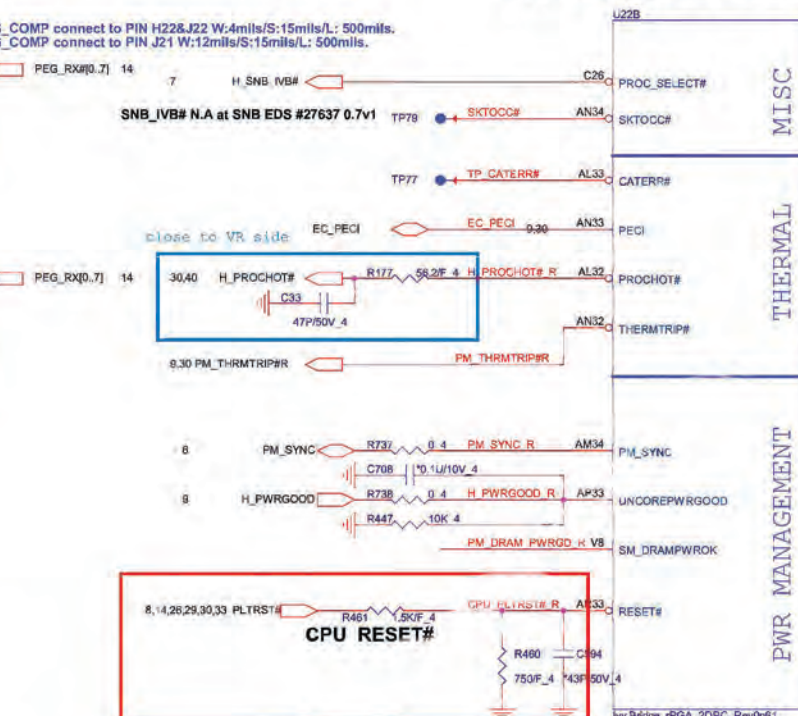 _COMP connect to PIN H22&J22 W:4mils/S:15mils/L: 500mils.
_COMP connect to PIN J21 W:12mils/S:15mils/L: 500mils.
U22B
PEG_RX#[0..7] 14
7 H_SNB_IVB# C26 PROC_SELECT#
MISC
SNB_IVB# N.A at SNB EDS #27637 0.7v1 TP79 SKTOCC# AN34 SKTOCC#
TP77 TP_CATERR# AL33 CATERR#
THERMAL
EC_PECI EC_PECI 9,30 AN33 PECI
close to VR side
PEG_RX[0..7] 14 30,40 H_PROCHOT# R177 56.2/F_4 H_PROCHOT#_R AL32 PROCHOT#
C33
47P/50V_4
AN32 THERMTRIP#
9,30 PM_THRMTRIP#R PM_THRMTRIP#R
PWR MANAGEMENT
6 PM_SYNC R737 0_4 PM_SYNC_R AM34 PM_SYNC
C708 *0.1U/10V_4
9 H_PWRGOOD R738 0_4 H_PWRGOOD_R AP33 UNCOREPWRGOOD
R447 10K_4
PM_DRAM_PWRGD_R V8 SM_DRAMPWROK
8,14,26,29,30,33 PLTRST# R461 1.5K/F_4 CPU_PLTRST#_R AR33 RESET#
CPU RESET#
R460 750/F_4
*43P/50V_4